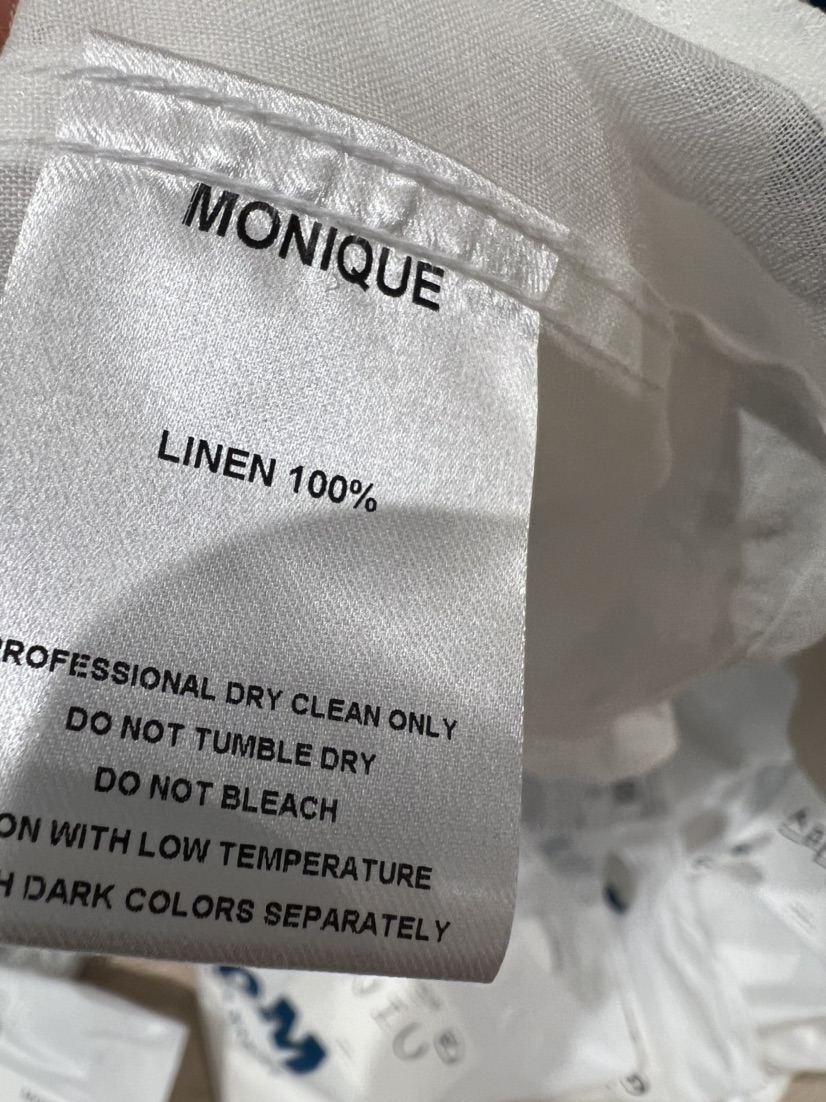 MONIQUE
LINEN 100%
PROFESSIONAL DRY CLEAN ONLY
DO NOT TUMBLE DRY
DO NOT BLEACH
ON WITH LOW TEMPERATURE
H DARK COLORS SEPARATELY